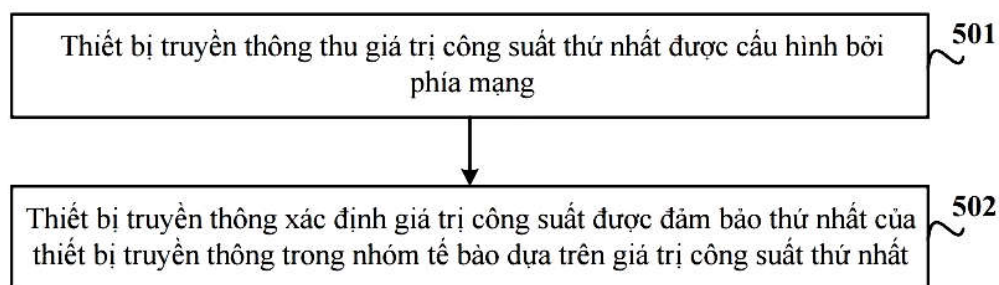 Thiết bị truyền thông thu giá trị công suất thứ nhất được cấu hình bởi
phía mạng
501
Thiết bị truyền thông xác định giá trị công suất được đảm bảo thứ nhất của
thiết bị truyền thông trong nhóm tế bào dựa trên giá trị công suất thứ nhất
502